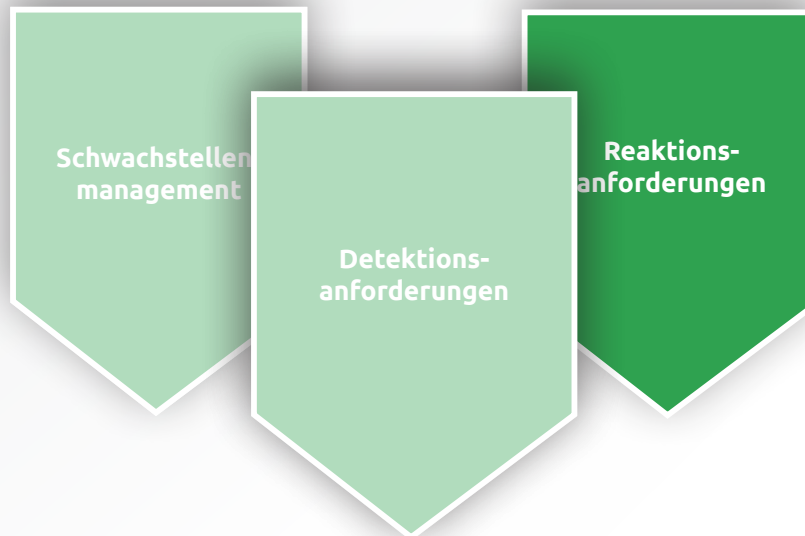 Schwachstellen
management
Detektions-
anforderungen
Reaktions-
anforderungen